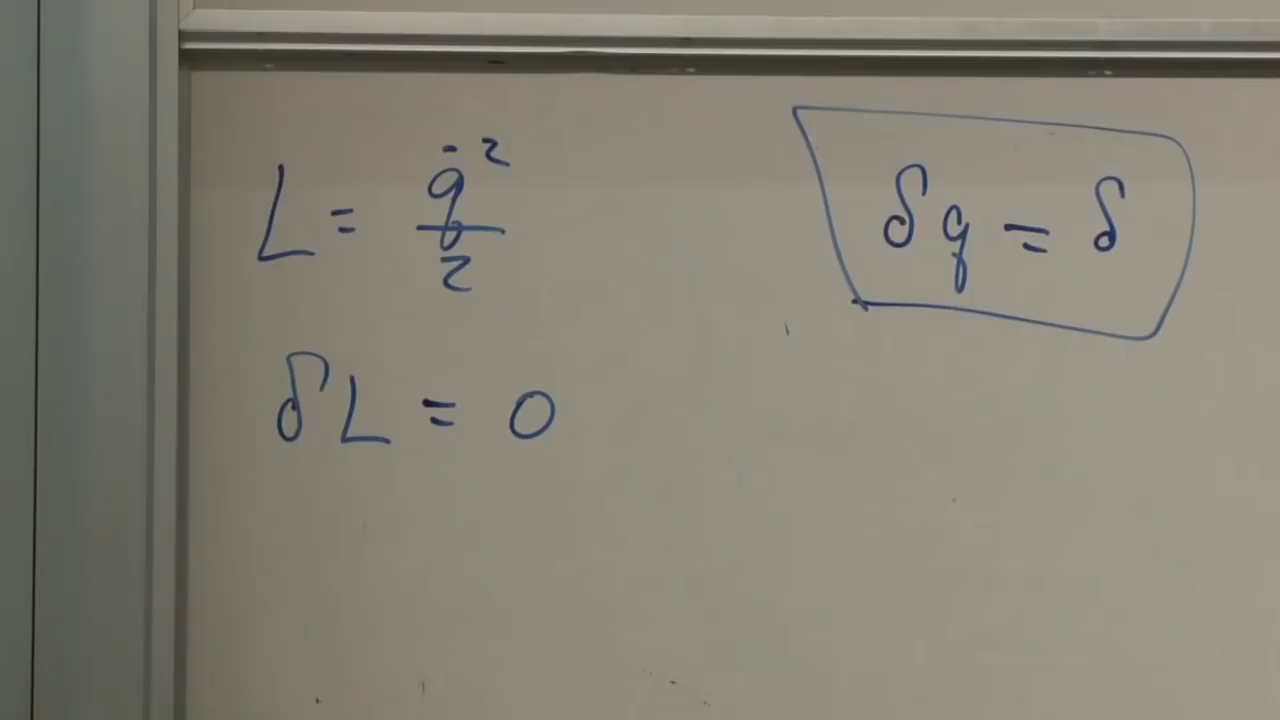 L = q̇²/2
δq = δ
δL = 0